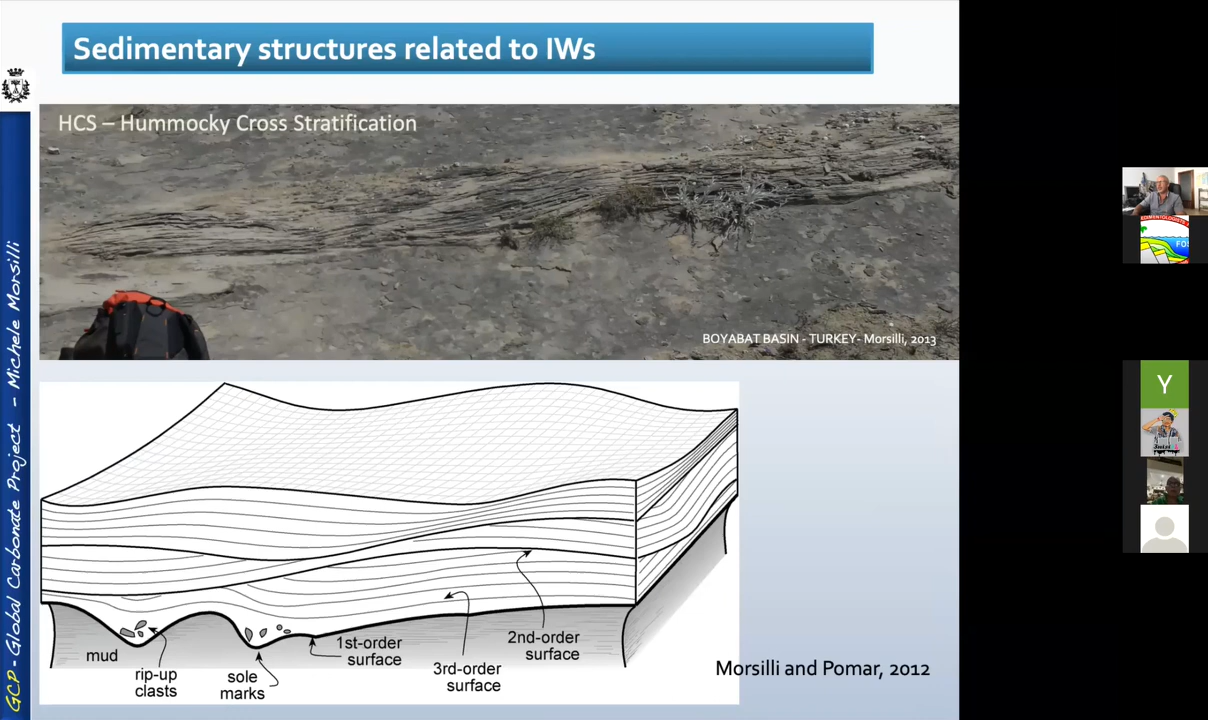 Sedimentary structures related to IWs
HCS – Hummocky Cross Stratification
BOYABAT BASIN - TURKEY- Morsilli, 2013
GCP - Global Carbonate Project - Michele Morsilli
mud
rip-up
clasts
sole
marks
1st-order
surface
3rd-order
surface
2nd-order
surface
Morsilli and Pomar, 2012
FOS
Y